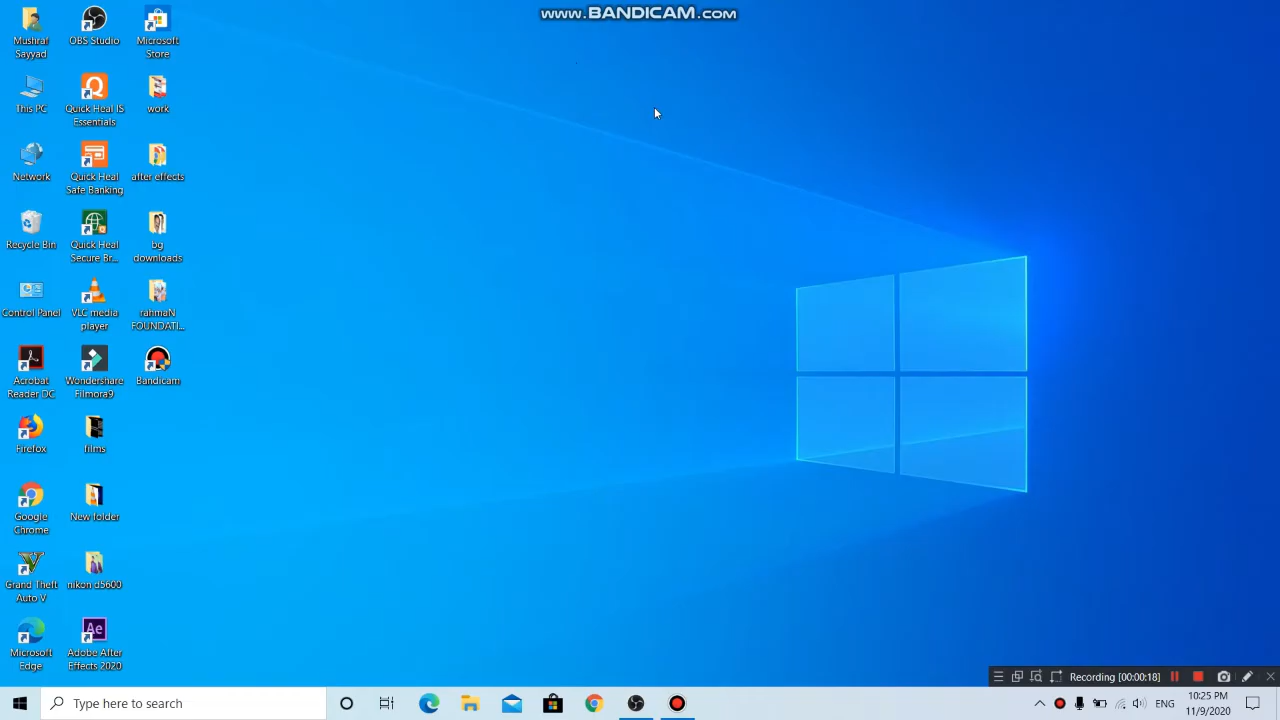 www.BANDICAM.com
Mushraf
Sayyad
OBS Studio
Microsoft
Store
This PC
Quick Heal IS
Essentials
work
Network
Quick Heal
Safe Banking
after effects
Recycle Bin
Quick Heal
Secure Br...
bg
downloads
Control Panel
VLC media
player
rahmaN
FOUNDATI...
Acrobat
Reader DC
Wondershare
Filmora9
Bandicam
Firefox
films
Google
Chrome
New folder
Grand Theft
Auto V
nikon d5600
Microsoft
Edge
Ae
Adobe After
Effects 2020
Recording [00:00:18]
Type here to search
ENG
10:25 PM
11/9/2020